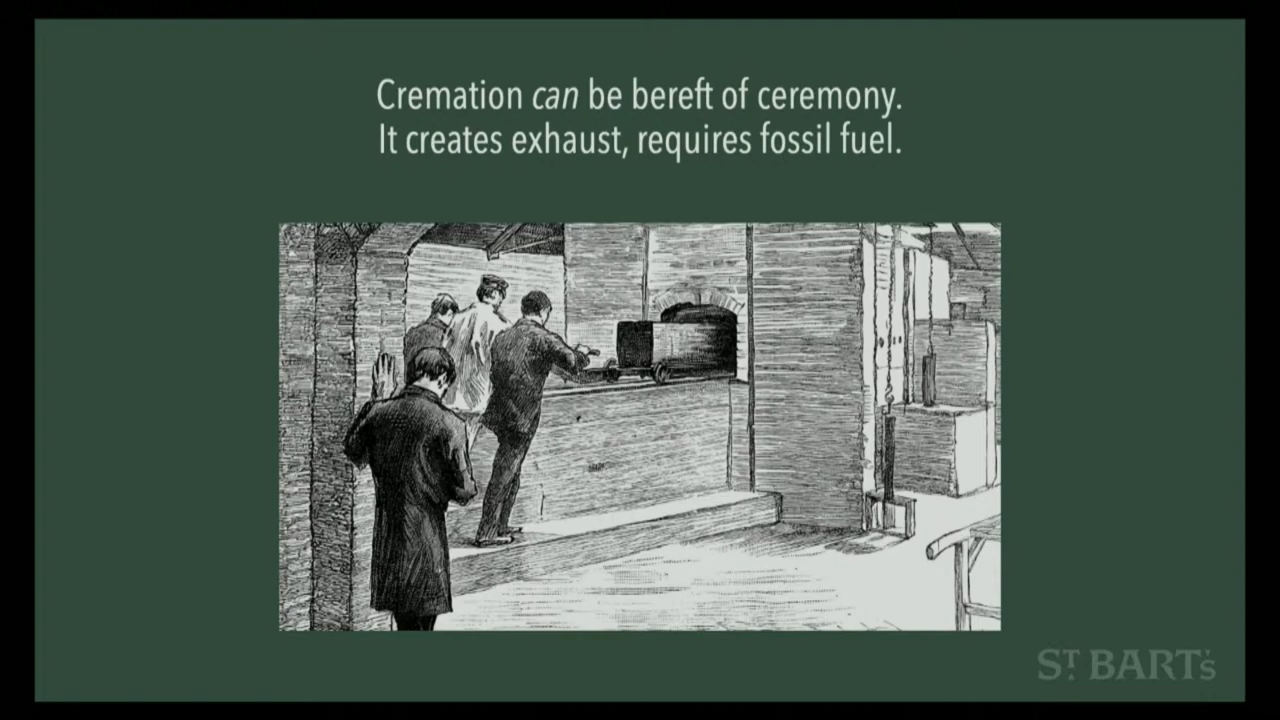 Cremation can be bereft of ceremony.
It creates exhaust, requires fossil fuel.
ST BART'S